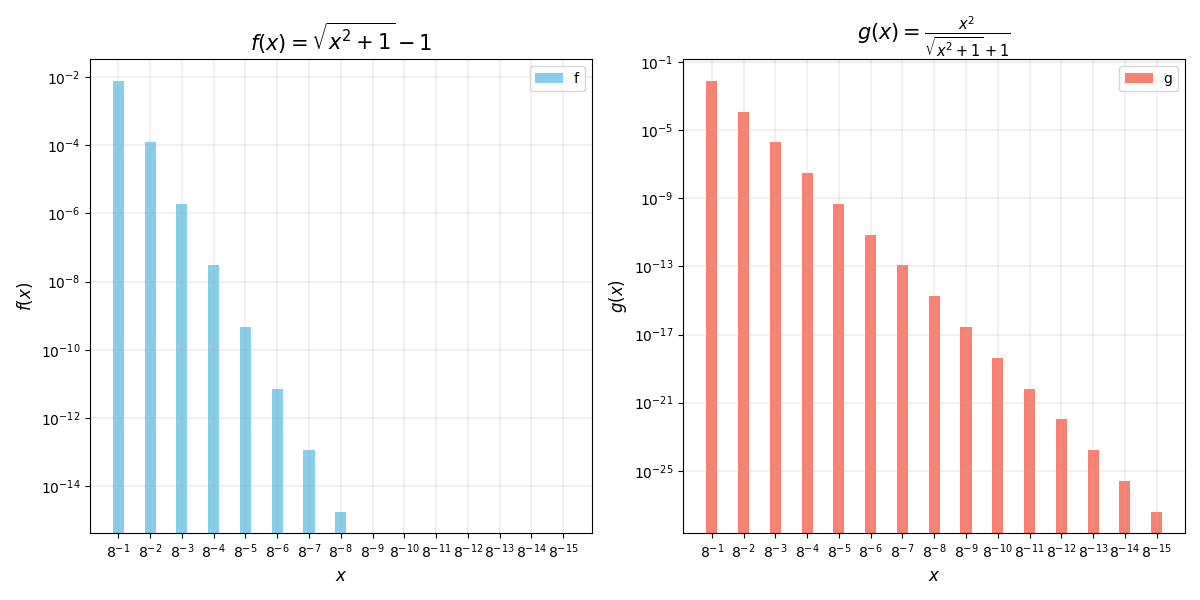 f(x) = √(x² + 1) − 1
f
10⁻²
10⁻⁴
10⁻⁶
10⁻⁸
10⁻¹⁰
10⁻¹²
10⁻¹⁴
f(x)
8⁻¹ 8⁻² 8⁻³ 8⁻⁴ 8⁻⁵ 8⁻⁶ 8⁻⁷ 8⁻⁸ 8⁻⁹ 8⁻¹⁰ 8⁻¹¹ 8⁻¹² 8⁻¹³ 8⁻¹⁴ 8⁻¹⁵
x
g(x) = x² / (√(x² + 1) + 1)
g
10⁻¹
10⁻⁵
10⁻⁹
10⁻¹³
10⁻¹⁷
10⁻²¹
10⁻²⁵
g(x)
8⁻¹ 8⁻² 8⁻³ 8⁻⁴ 8⁻⁵ 8⁻⁶ 8⁻⁷ 8⁻⁸ 8⁻⁹ 8⁻¹⁰ 8⁻¹¹ 8⁻¹² 8⁻¹³ 8⁻¹⁴ 8⁻¹⁵
x